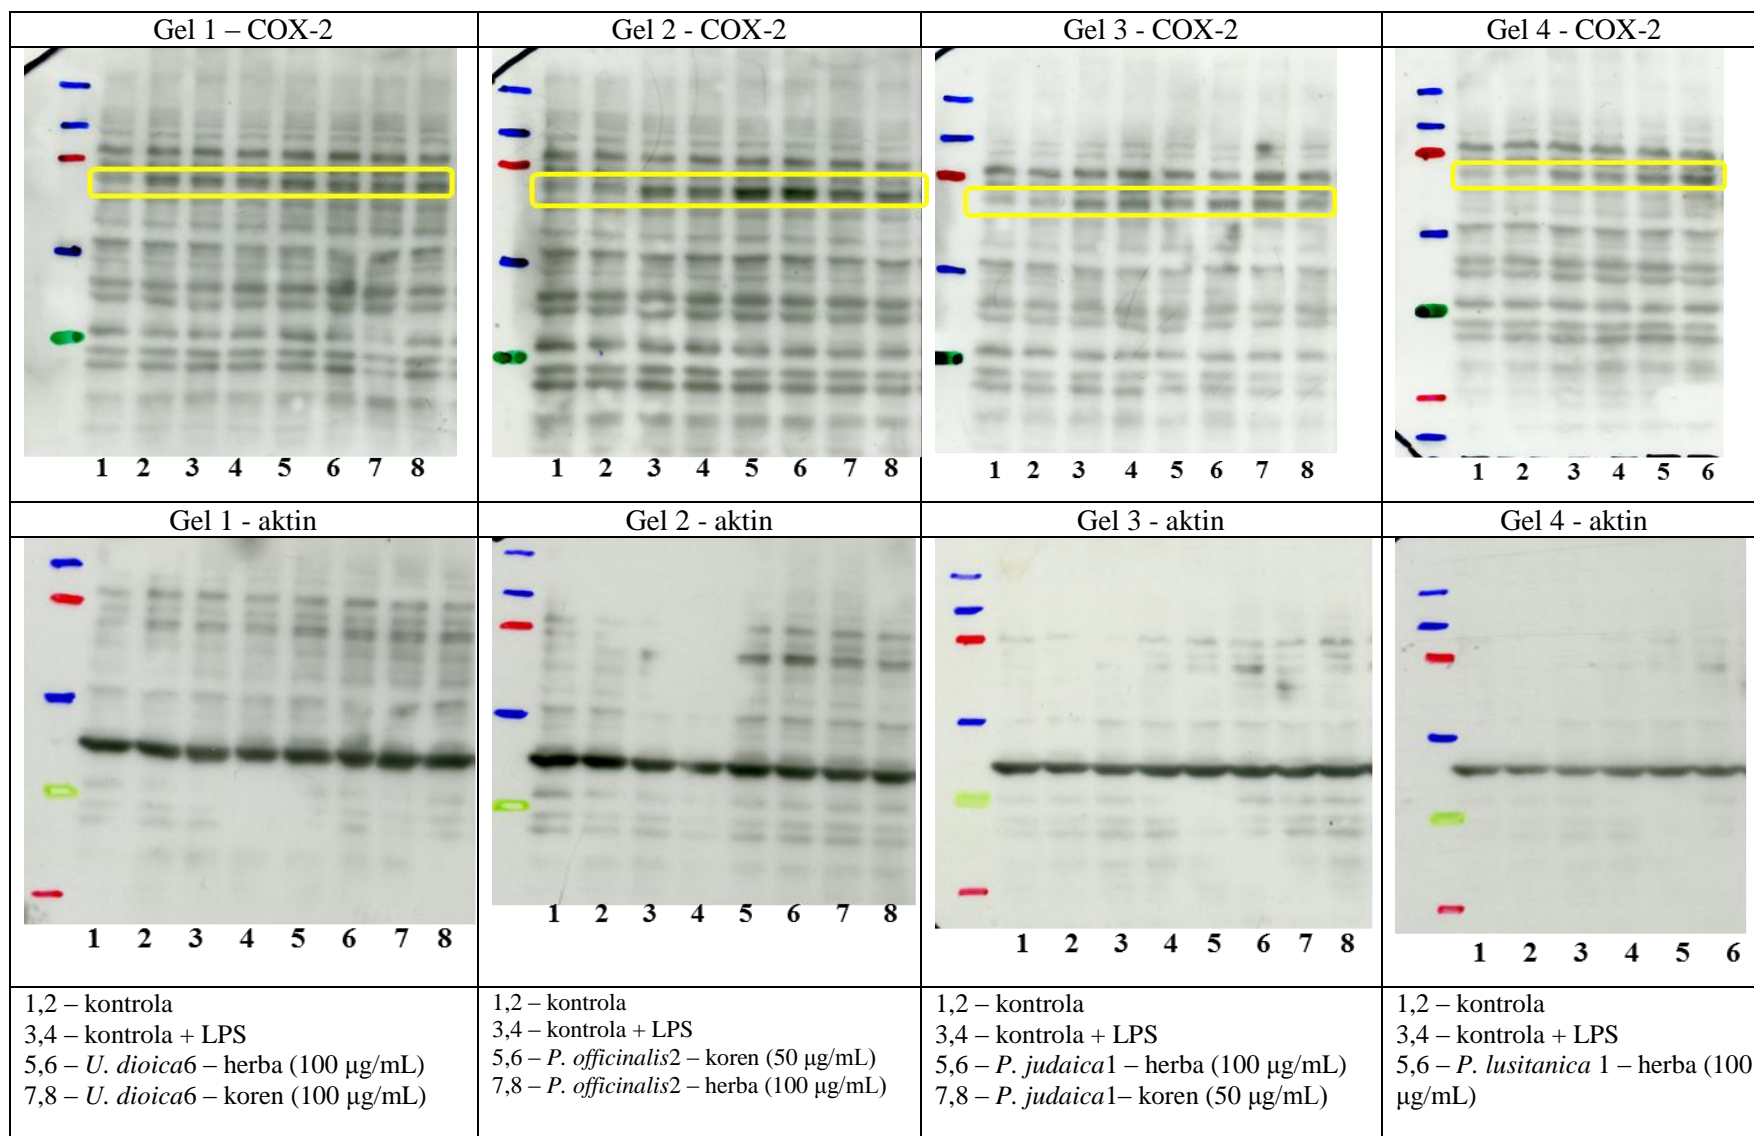 Gel 1 – COX-2
Gel 2 - COX-2
Gel 3 - COX-2
Gel 4 - COX-2
1 2 3 4 5 6 7 8
1 2 3 4 5 6 7 8
1 2 3 4 5 6 7 8
1 2 3 4 5 6
Gel 1 - aktin
Gel 2 - aktin
Gel 3 - aktin
Gel 4 - aktin
1 2 3 4 5 6 7 8
1 2 3 4 5 6 7 8
1 2 3 4 5 6 7 8
1 2 3 4 5 6
1,2 – kontrola
3,4 – kontrola + LPS
5,6 – U. dioica6 – herba (100 μg/mL)
7,8 – U. dioica6 – koren (100 μg/mL)
1,2 – kontrola
3,4 – kontrola + LPS
5,6 – P. officinalis2 – koren (50 μg/mL)
7,8 – P. officinalis2 – herba (100 μg/mL)
1,2 – kontrola
3,4 – kontrola + LPS
5,6 – P. judaica1 – herba (100 μg/mL)
7,8 – P. judaica1– koren (50 μg/mL)
1,2 – kontrola
3,4 – kontrola + LPS
5,6 – P. lusitanica 1 – herba (100
μg/mL)